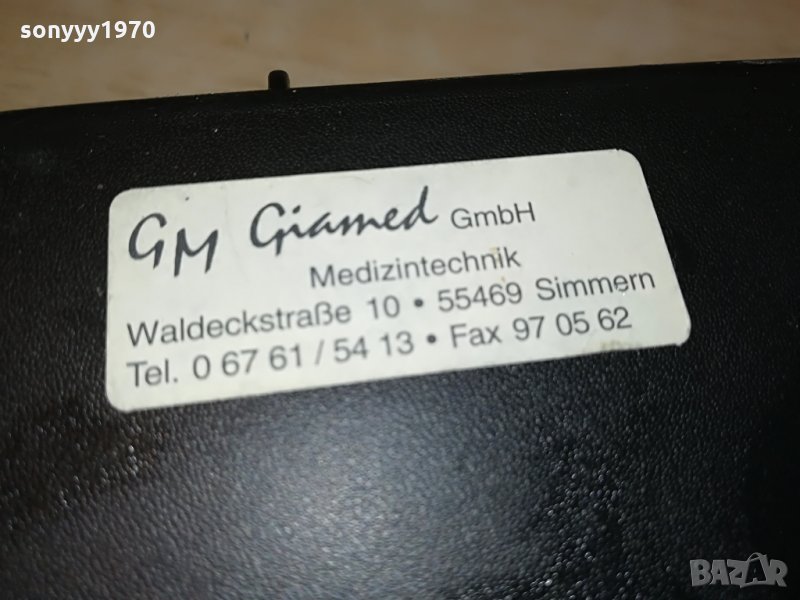 sonyyy1970
GM Giamed GmbH
Medizintechnik
Waldeckstraße 10 • 55469 Simmern
Tel. 0 67 61 / 54 13 • Fax 97 05 62
BAZAR